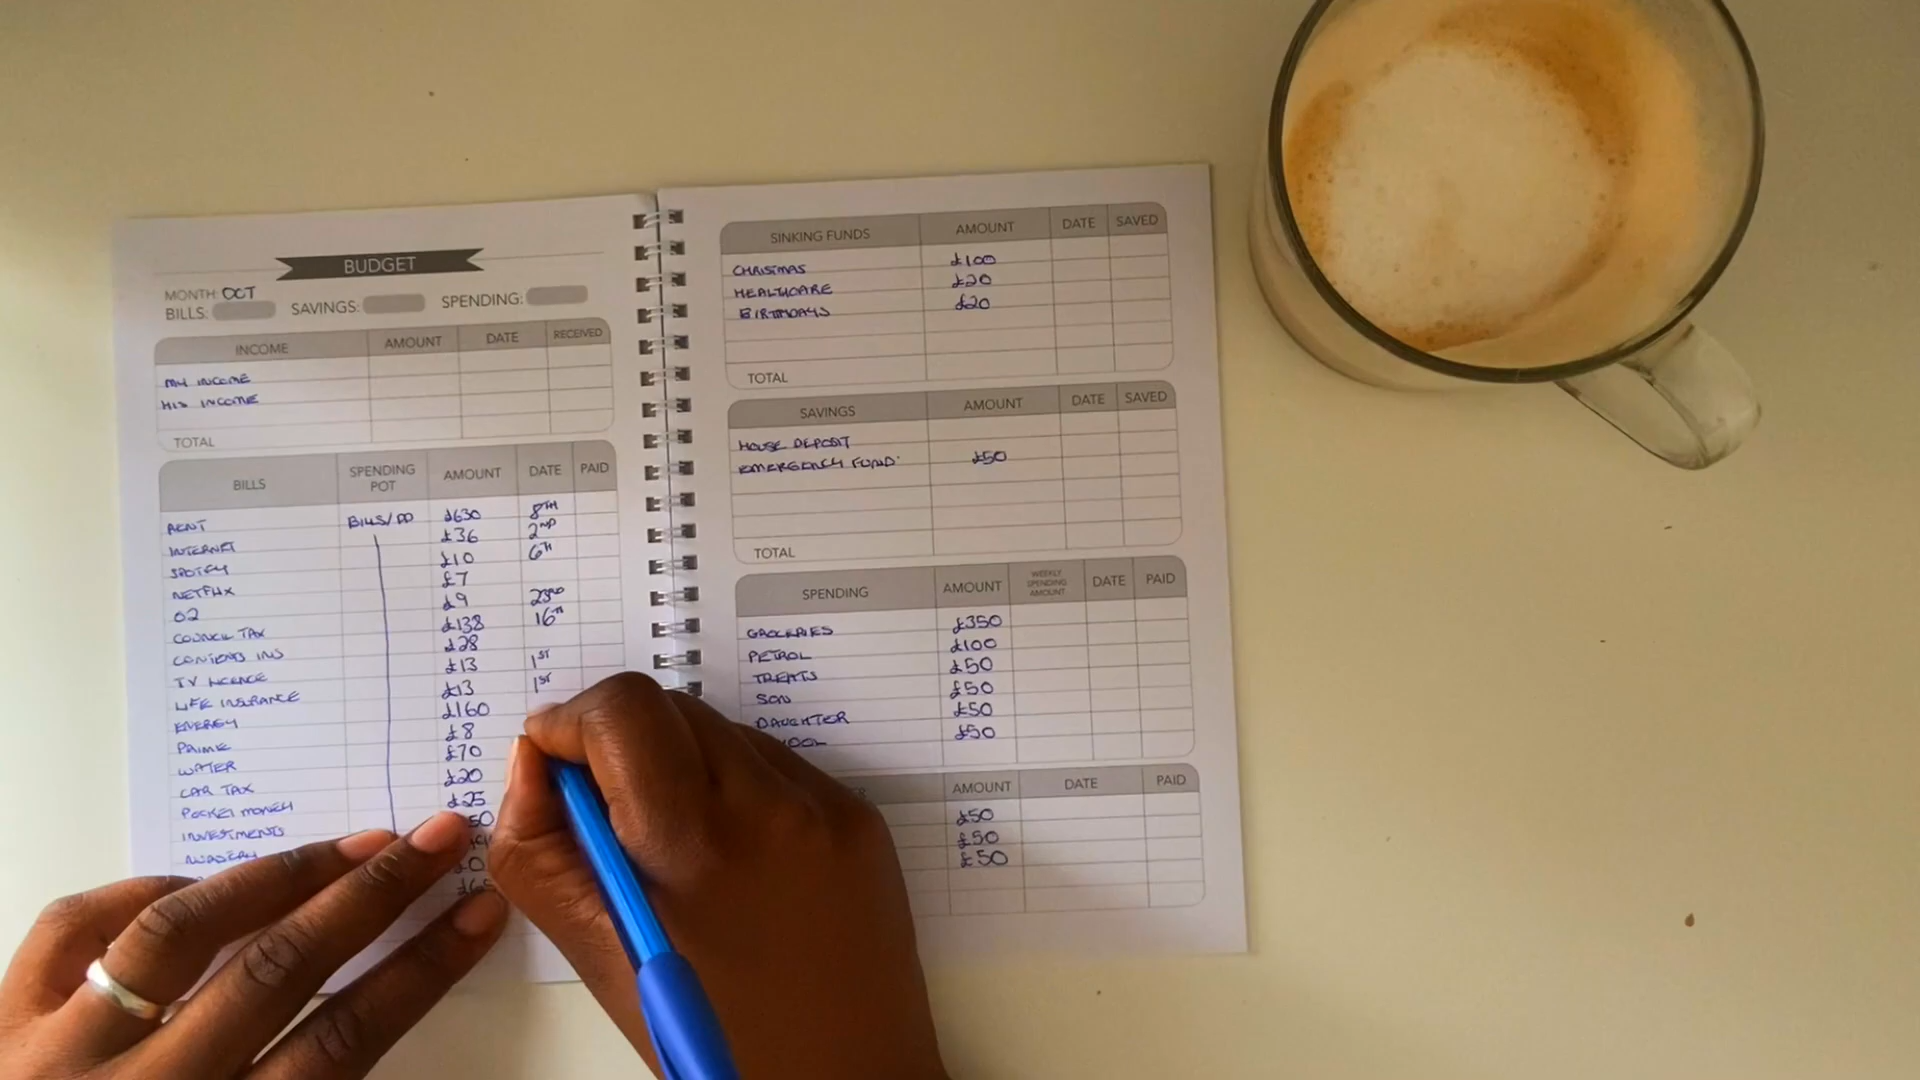 BUDGET
MONTH: OCT
BILLS: SAVINGS: SPENDING:
INCOME AMOUNT DATE RECEIVED
MY INCOME
HIS INCOME
TOTAL
BILLS SPENDING POT AMOUNT DATE PAID
RENT BILLS/DD £630 8TH
INTERNET £36 2ND
SPOTIFY £10 6TH
NETFLIX £7
O2 £9 23RD
COUNCIL TAX £138 16TH
CONTENTS INS £28
TV LICENCE £13 1ST
LIFE INSURANCE £13 1ST
ENERGY £160
PRIME £8
WATER £70
CAR TAX £20
POCKET MONEY £25
INVESTMENTS 50
NURSERY
SINKING FUNDS AMOUNT DATE SAVED
CHRISTMAS £100
HEALTHCARE £20
BIRTHDAYS £20
TOTAL
SAVINGS AMOUNT DATE SAVED
HOUSE DEPOSIT
EMERGENCY FUND £50
TOTAL
SPENDING AMOUNT WEEKLY SPENDING AMOUNT DATE PAID
GROCERIES £350
PETROL £100
TREATS £50
SON £50
DAUGHTER £50
OOL £50
AMOUNT DATE PAID
£50
£50
£50